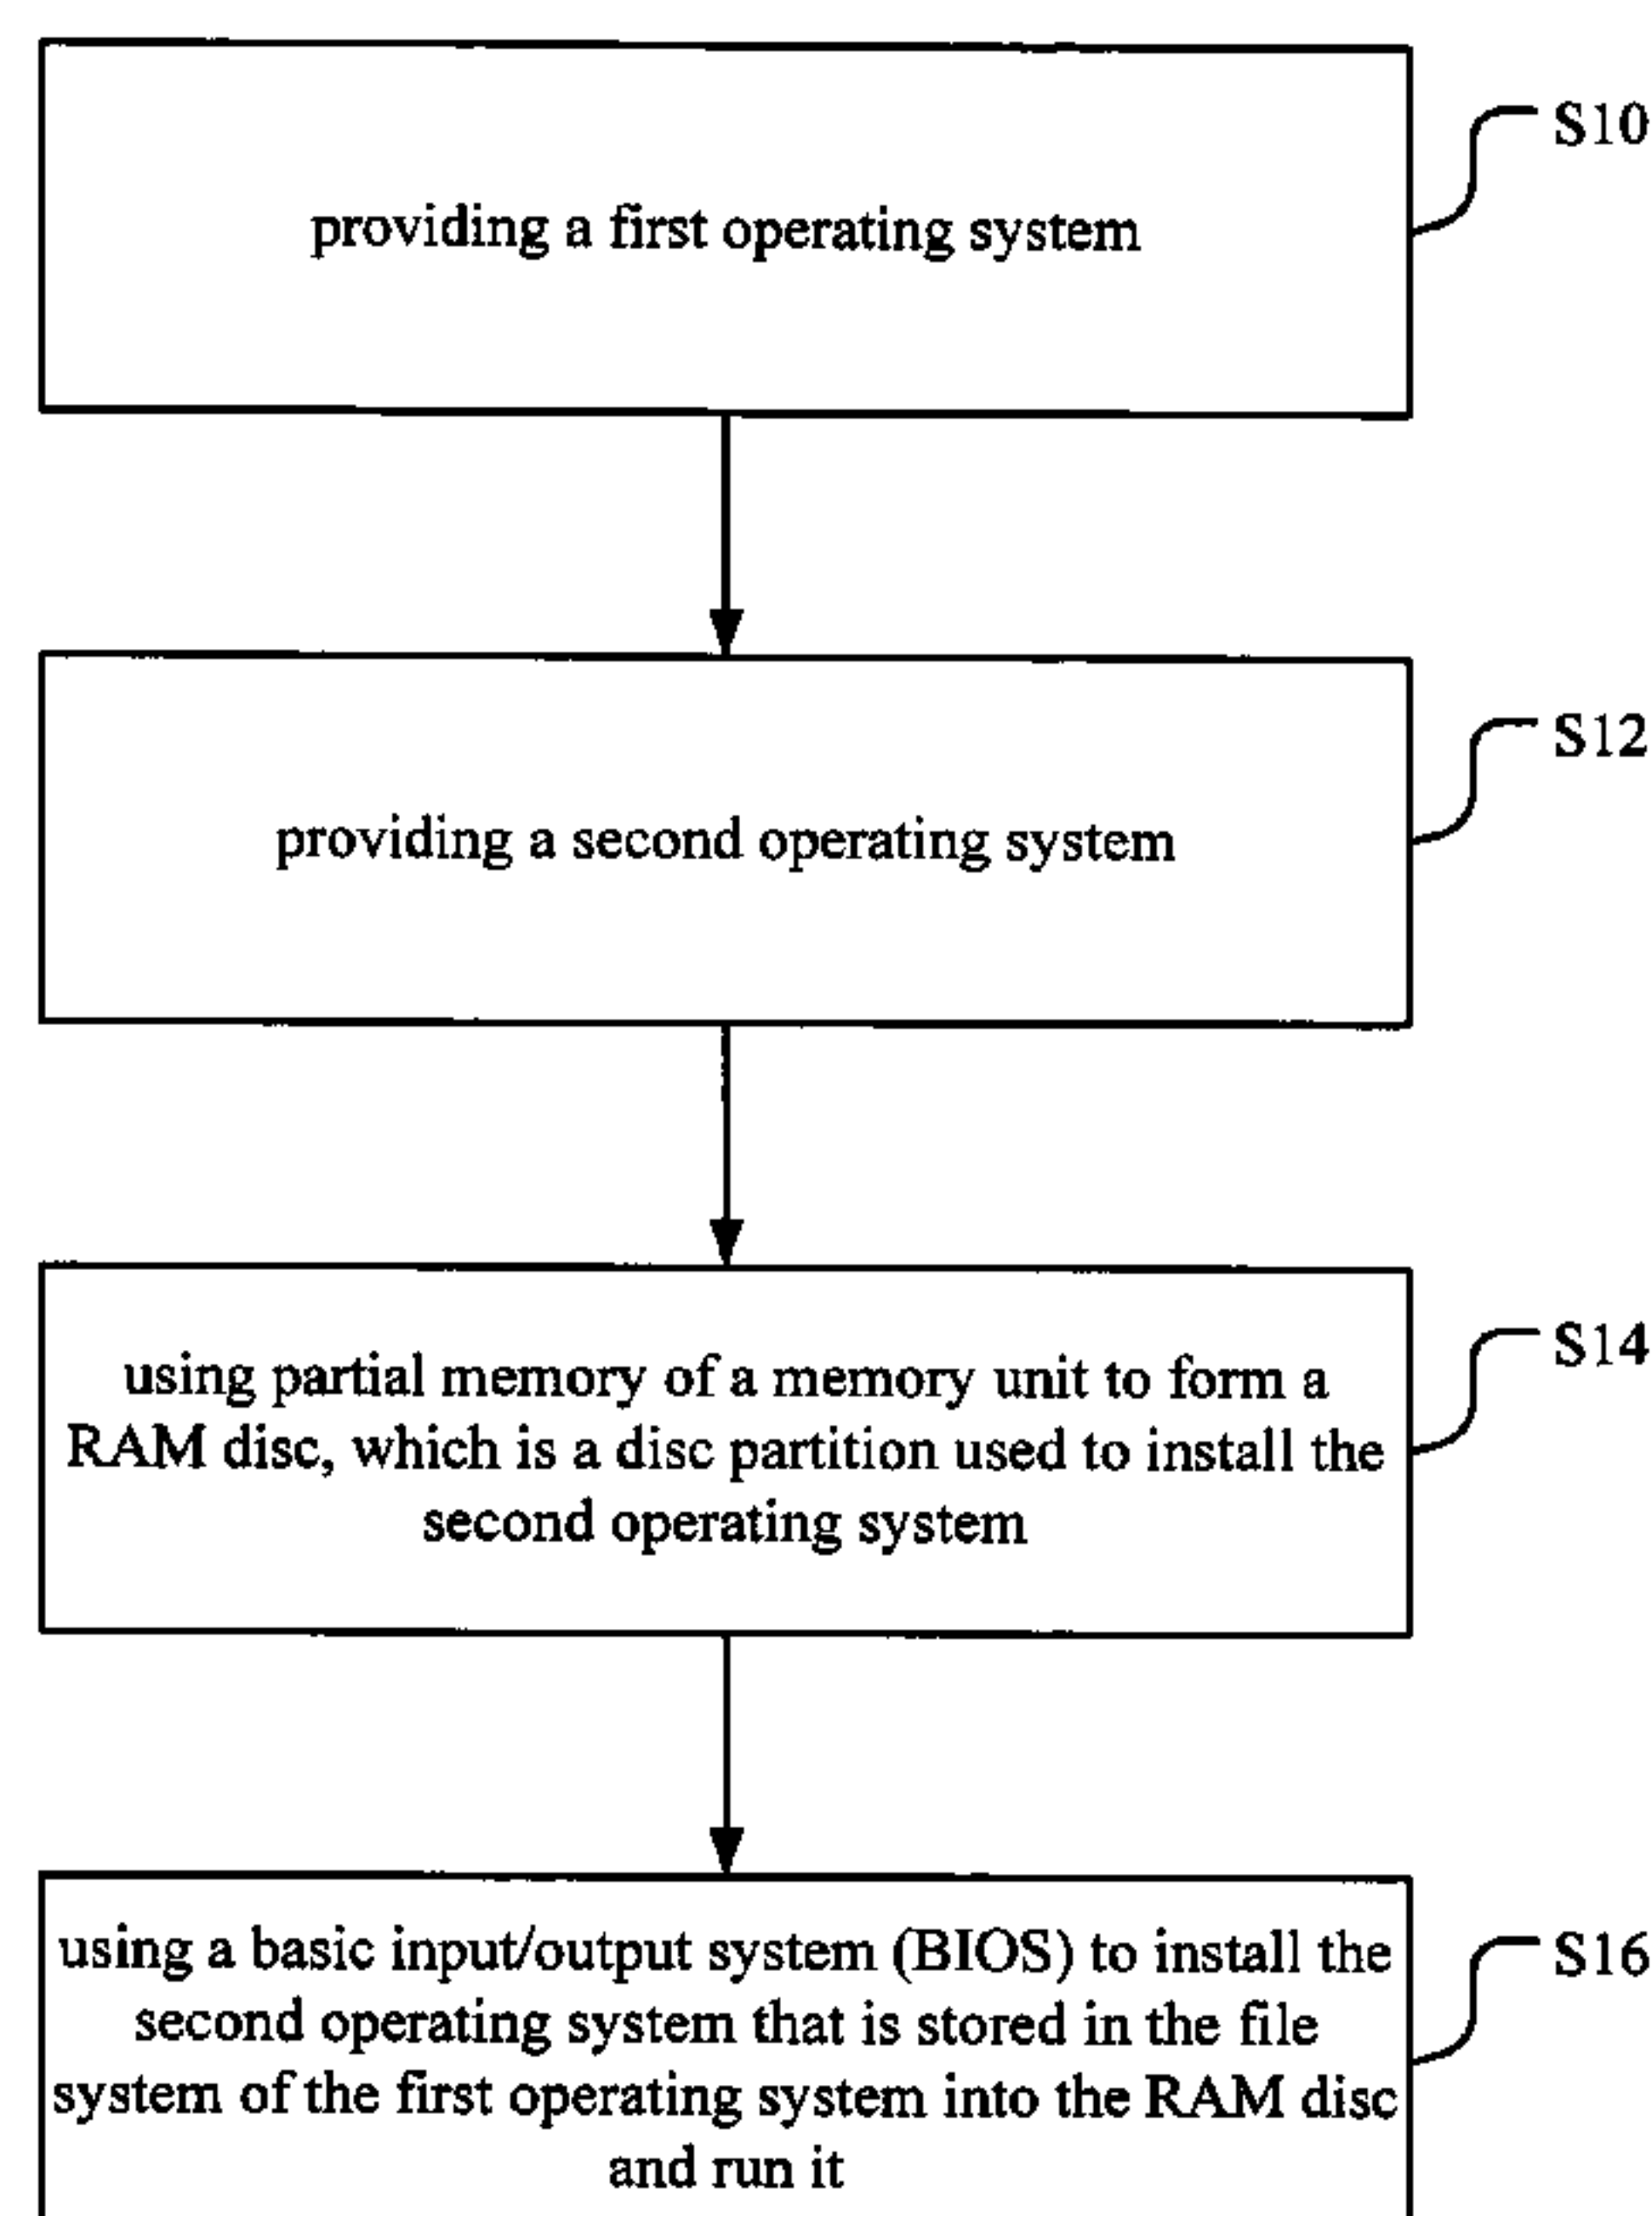 S10
providing a first operating system
S12
providing a second operating system
S14
using partial memory of a memory unit to form a
RAM disc, which is a disc partition used to install the
second operating system
S16
using a basic input/output system (BIOS) to install the
second operating system that is stored in the file
system of the first operating system into the RAM disc
and run it